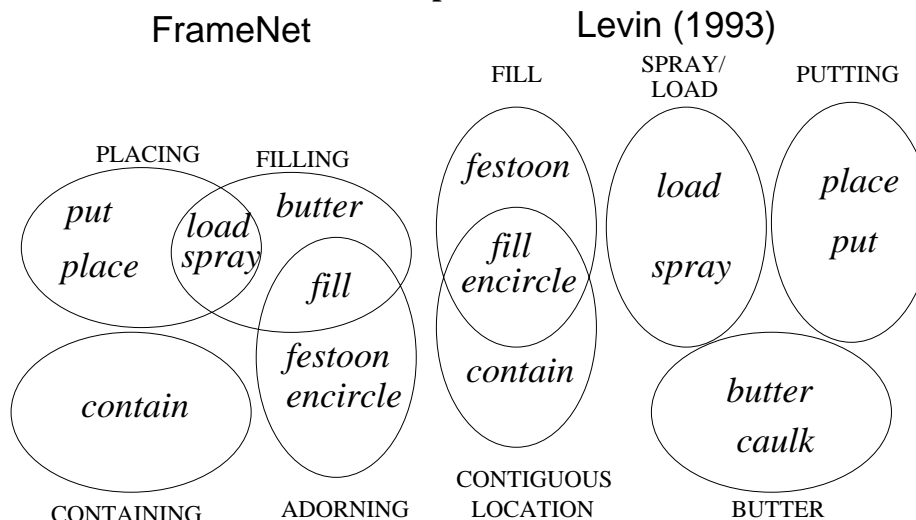 FrameNet
Levin (1993)
PLACING
FILLING
put
place
load
spray
butter
fill
festoon
encircle
contain
CONTAINING
ADORNING
FILL
SPRAY/
LOAD
PUTTING
festoon
fill
encircle
contain
load
spray
place
put
butter
caulk
CONTIGUOUS
LOCATION
BUTTER